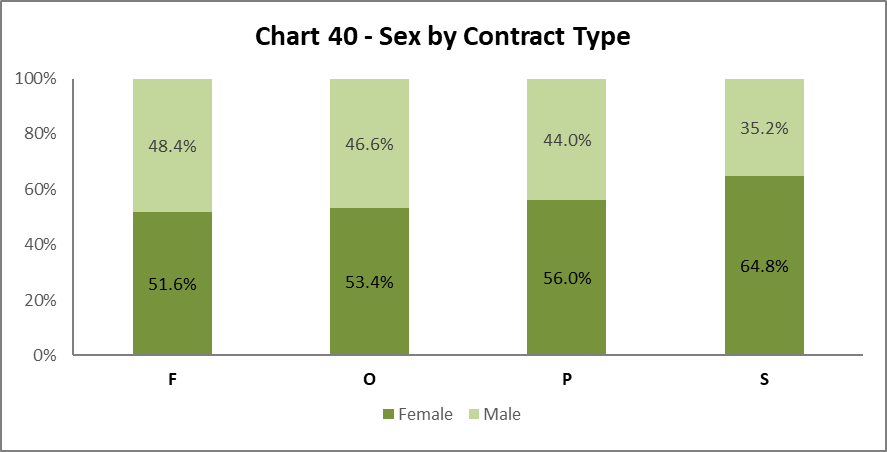 Chart 40 - Sex by Contract Type
100%
80%
60%
40%
20%
0%
48.4%
46.6%
44.0%
35.2%
51.6%
53.4%
56.0%
64.8%
F
O
P
S
Female
Male